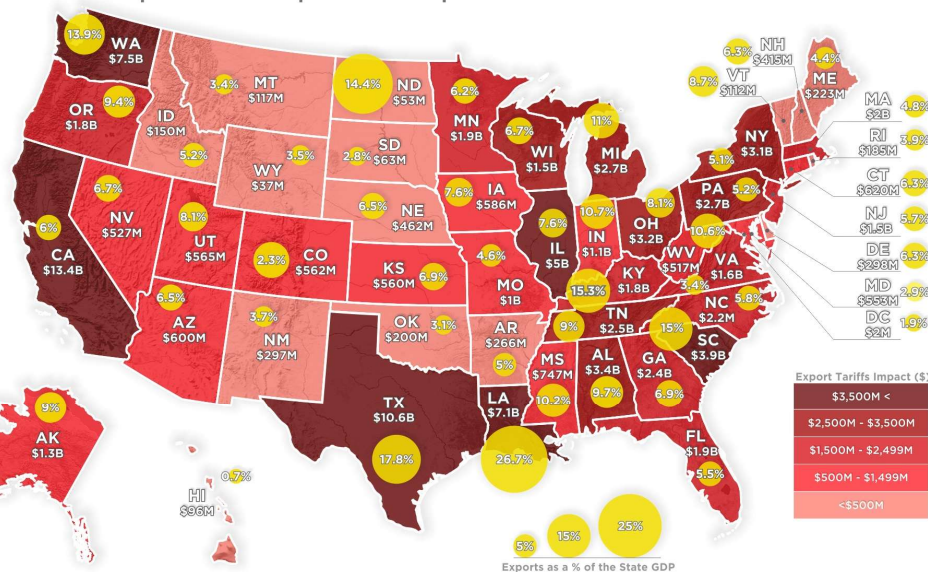 13.9%
WA
$7.5B
3.4%
MT
$117M
14.4%
ND
$53M
6.2%
MN
$1.9B
8.7%
VT
$112M
6.3%
NH
$415M
4.4%
ME
$223M
OR
$1.8B
9.4%
ID
$150M
5.2%
WY
$37M
3.5%
2.8%
SD
$63M
6.7%
WI
$1.5B
11%
MI
$2.7B
NY
$3.1B
5.1%
MA
$2B
4.8%
RI
$185M
3.9%
CT
$620M
6.3%
NJ
$1.5B
5.7%
DE
$298M
6.3%
MD
$553M
2.9%
DC
$2M
1.9%
6%
CA
$13.4B
6.7%
NV
$527M
8.1%
UT
$565M
2.3%
CO
$562M
6.5%
NE
$462M
7.6%
IA
$586M
7.6%
IL
$5B
10.7%
IN
$1.1B
8.1%
OH
$3.2B
PA
$2.7B
5.2%
10.6%
WV
$517M
VA
$1.6B
3.4%
KS
$560M
6.9%
4.6%
MO
$1B
KY
$1.8B
15.3%
6.5%
AZ
$600M
3.7%
NM
$297M
OK
$200M
3.1%
AR
$266M
5%
9%
TN
$2.5B
NC
$2.2B
5.8%
15%
SC
$3.9B
MS
$747M
10.2%
AL
$3.4B
9.7%
GA
$2.4B
6.9%
TX
$10.6B
17.8%
LA
$7.1B
26.7%
FL
$1.9B
5.5%
9%
AK
$1.3B
0.7%
HI
$96M
Export Tariffs Impact ($)
$3,500M <
$2,500M - $3,500M
$1,500M - $2,499M
$500M - $1,499M
<$500M
5%
15%
25%
Exports as a % of the State GDP